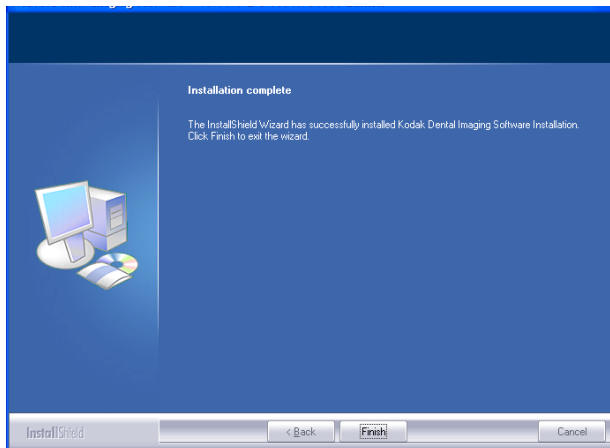 Installation complete
The InstallShield Wizard has successfully installed Kodak Dental Imaging Software Installation.
Click Finish to exit the wizard.
InstallShield
< Back
Finish
Cancel